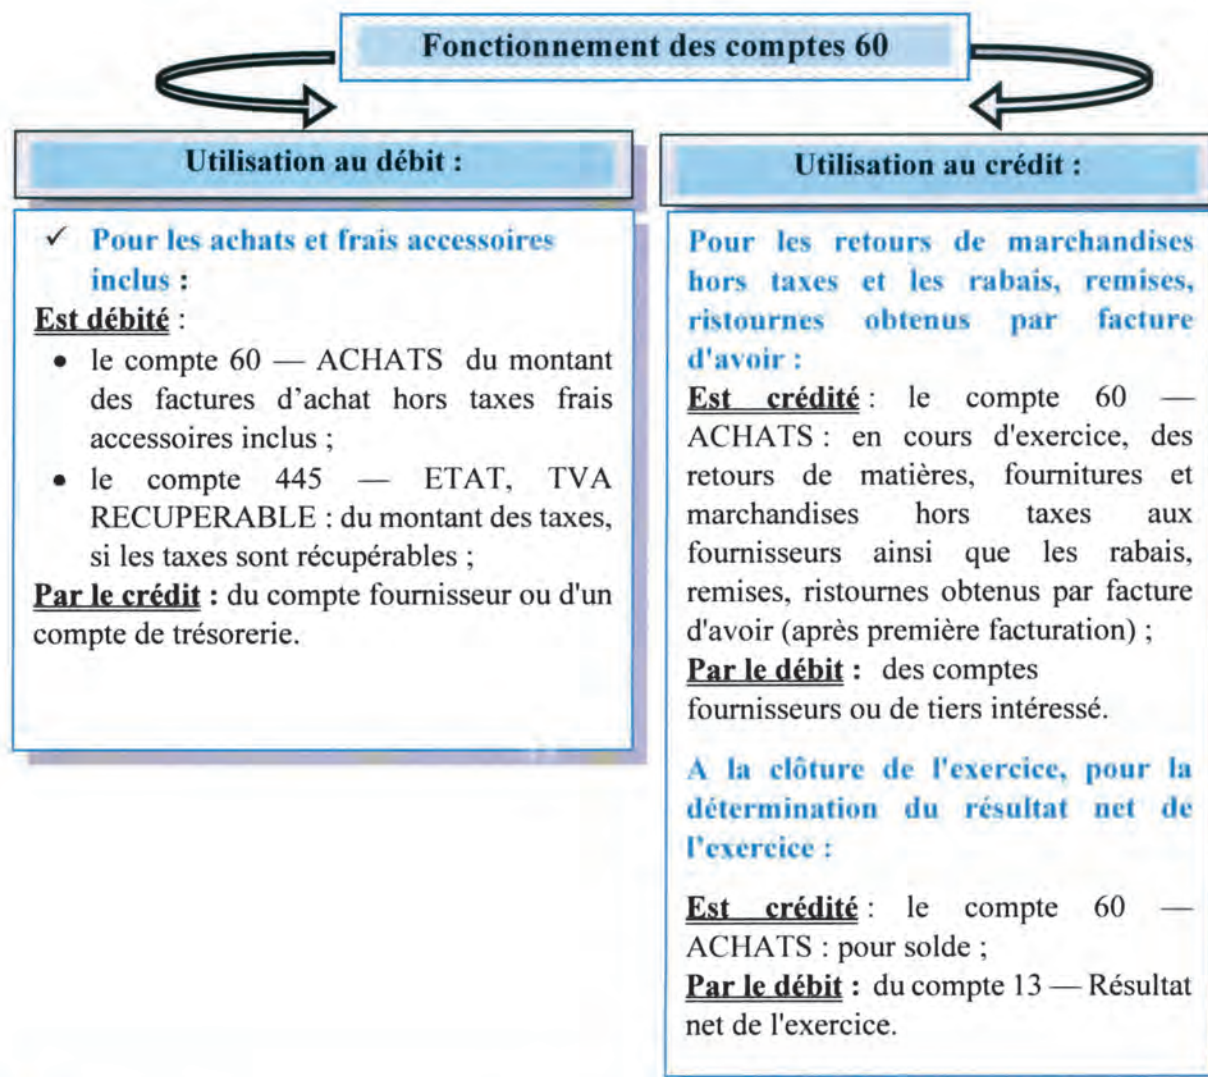 Fonctionnement des comptes 60
Utilisation au débit :
✓ Pour les achats et frais accessoires
inclus :
Est débité :
• le compte 60 — ACHATS du montant
des factures d’achat hors taxes frais
accessoires inclus ;
• le compte 445 — ETAT, TVA
RECUPERABLE : du montant des taxes,
si les taxes sont récupérables ;
Par le crédit : du compte fournisseur ou d'un
compte de trésorerie.
Utilisation au crédit :
Pour les retours de marchandises
hors taxes et les rabais, remises,
ristournes obtenus par facture
d'avoir :
Est crédité : le compte 60 —
ACHATS : en cours d'exercice, des
retours de matières, fournitures et
marchandises hors taxes aux
fournisseurs ainsi que les rabais,
remises, ristournes obtenus par facture
d'avoir (après première facturation) ;
Par le débit : des comptes
fournisseurs ou de tiers intéressé.
A la clôture de l'exercice, pour la
détermination du résultat net de
l’exercice :
Est crédité : le compte 60 —
ACHATS : pour solde ;
Par le débit : du compte 13 — Résultat
net de l'exercice.